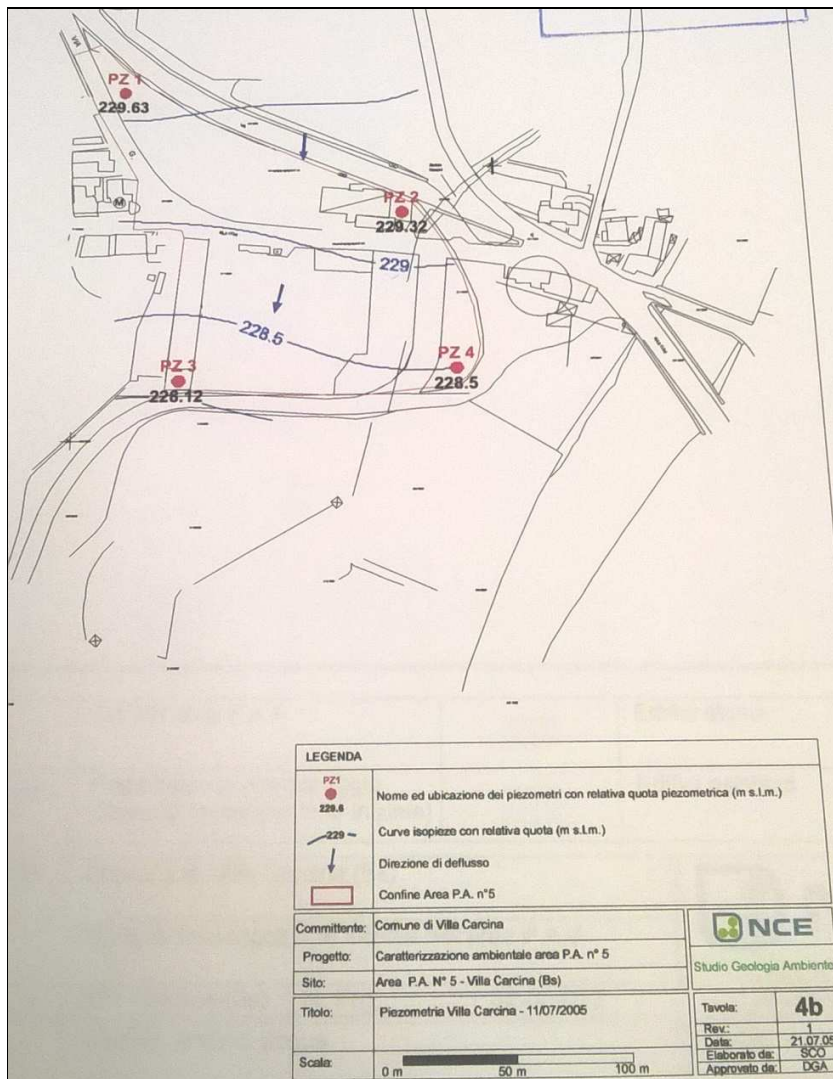 VIA
PZ 1
229.63
M
PZ 2
229.32
229
228.5
PZ 4
228.5
PZ 3
228.12
LEGENDA
PZ1
229.6
Nome ed ubicazione dei piezometri con relativa quota piezometrica (m s.l.m.)
229
Curve isopieze con relativa quota (m s.l.m.)
Direzione di deflusso
Confine Area P.A. n°5
Committente: Comune di Villa Carcina
Progetto: Caratterizzazione ambientale area P.A. n° 5
Sito: Area P.A. N° 5 - Villa Carcina (Bs)
NCE
Studio Geologia Ambiente
Titolo: Piezometria Villa Carcina - 11/07/2005
Scala: 0 m 50 m 100 m
Tavola: 4b
Rev.: 1
Data: 21.07.05
Elaborato da: SCO
Approvato da: DGA